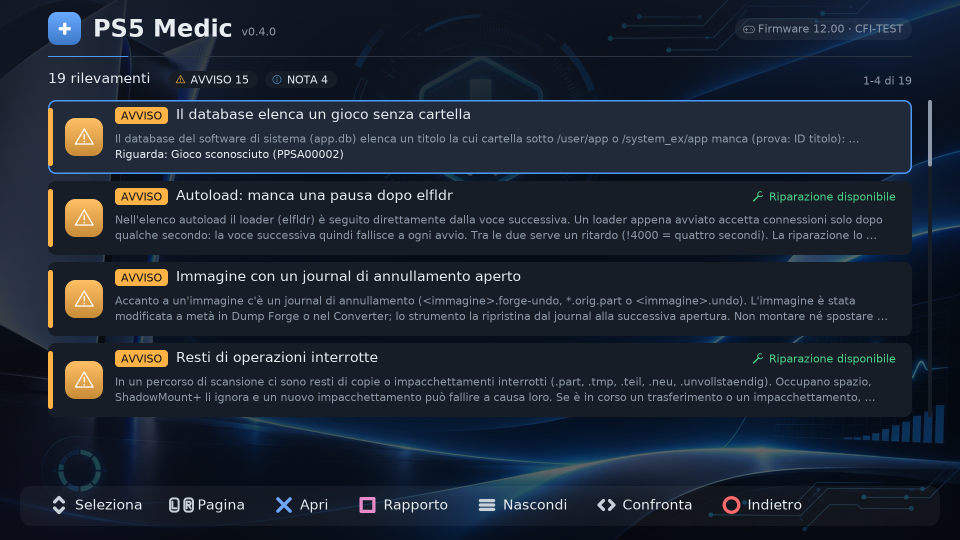 PS5 Medic v0.4.0
Firmware 12.00 · CFI-TEST
19 rilevamenti AVVISO 15 NOTA 4
1-4 di 19
AVVISO Il database elenca un gioco senza cartella
Il database del software di sistema (app.db) elenca un titolo la cui cartella sotto /user/app o /system_ex/app manca (prova: ID titolo): ...
Riguarda: Gioco sconosciuto (PPSA00002)
AVVISO Autoload: manca una pausa dopo elfldr
Riparazione disponibile
Nell'elenco autoload il loader (elfldr) è seguito direttamente dalla voce successiva. Un loader appena avviato accetta connessioni solo dopo
qualche secondo: la voce successiva quindi fallisce a ogni avvio. Tra le due serve un ritardo (!4000 = quattro secondi). La riparazione lo ...
AVVISO Immagine con un journal di annullamento aperto
Accanto a un'immagine c'è un journal di annullamento (<immagine>.forge-undo, *.orig.part o <immagine>.undo). L'immagine è stata
modificata a metà in Dump Forge o nel Converter; lo strumento la ripristina dal journal alla successiva apertura. Non montare né spostare ...
AVVISO Resti di operazioni interrotte
Riparazione disponibile
In un percorso di scansione ci sono resti di copie o impacchettamenti interrotti (.part, .tmp, .teil, .neu, .unvollstaendig). Occupano spazio,
ShadowMount+ li ignora e un nuovo impacchettamento può fallire a causa loro. Se è in corso un trasferimento o un impacchettamento, ...
Seleziona L R Pagina Apri Rapporto Nascondi Confronta Indietro